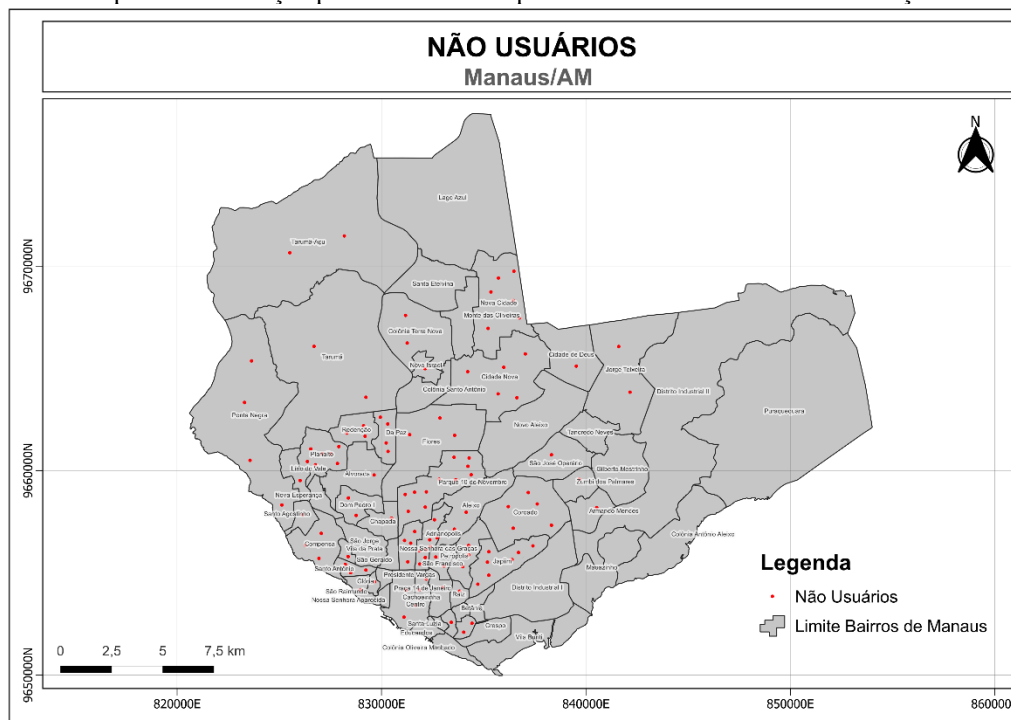 NÃO USUÁRIOS
Manaus/AM
N
9670000N
9660000N
9650000N
Lago Azul
Tarumã-Açu
Santa Etelvina
Nova Cidade
Monte das Oliveiras
Colônia Terra Nova
Novo Israel
Cidade de Deus
Tarumã
Cidade Nova
Jorge Teixeira
Colônia Santo Antônio
Distrito Industrial II
Puraquequara
Ponta Negra
Redenção
Da Paz
Flores
Novo Aleixo
Tancredo Neves
Planalto
Lírio do Vale
São José Operário
Gilberto Mestrinho
Alvorada
Parque 10 de Novembro
Zumbi dos Palmares
Nova Esperança
Dom Pedro I
Aleixo
Coroado
Armando Mendes
Santo Agostinho
Chapada
Adrianópolis
Colônia Antônio Aleixo
Compensa
São Jorge
Vila da Prata
Nossa Senhora das Graças
São Geraldo
Petrópolis
Japiim
São Francisco
Mauazinho
Santo Antônio
Presidente Vargas
Glória
Praça 14 de Janeiro
Distrito Industrial I
São Raimundo
Cachoeirinha
Raiz
Nossa Senhora Aparecida
Centro
Betânia
Santa Luzia
Crespo
Educandos
Vila Buriti
Colônia Oliveira Machado
Legenda
Não Usuários
Limite Bairros de Manaus
0 2,5 5 7,5 km
820000E 830000E 840000E 850000E 860000E